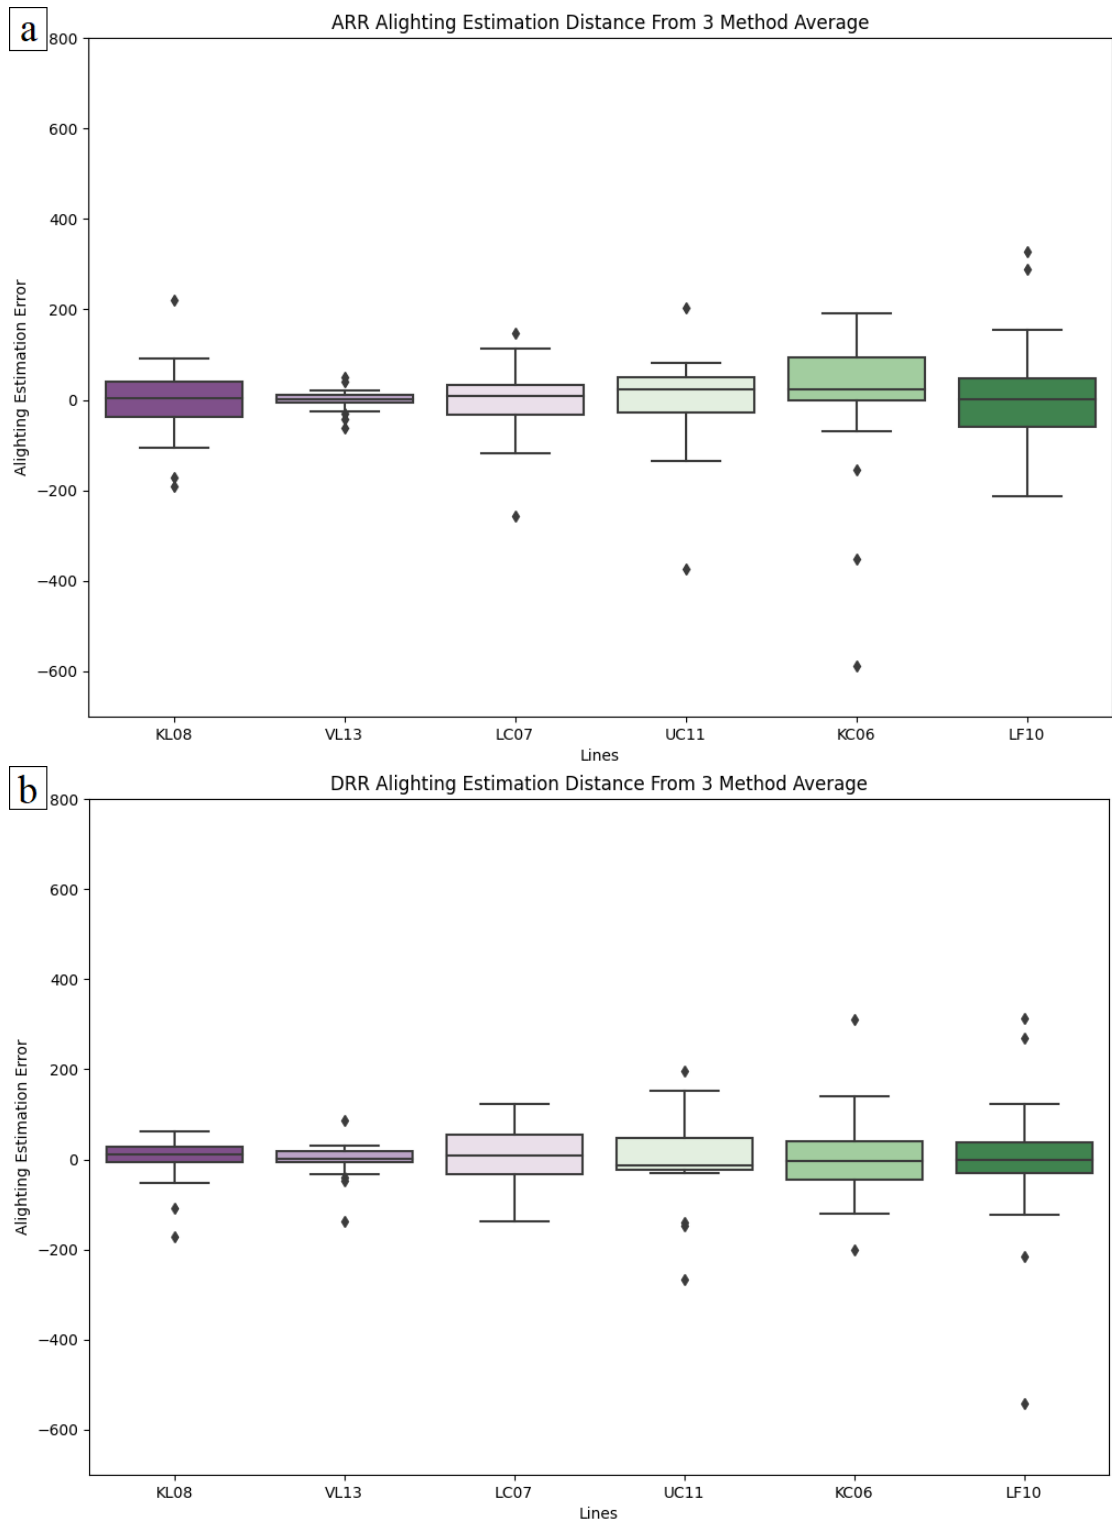 a
ARR Alighting Estimation Distance From 3 Method Average
800
600
400
200
0
−200
−400
−600
Alighting Estimation Error
KL08 VL13 LC07 UC11 KC06 LF10
Lines
b
DRR Alighting Estimation Distance From 3 Method Average
800
600
400
200
0
−200
−400
−600
Alighting Estimation Error
KL08 VL13 LC07 UC11 KC06 LF10
Lines